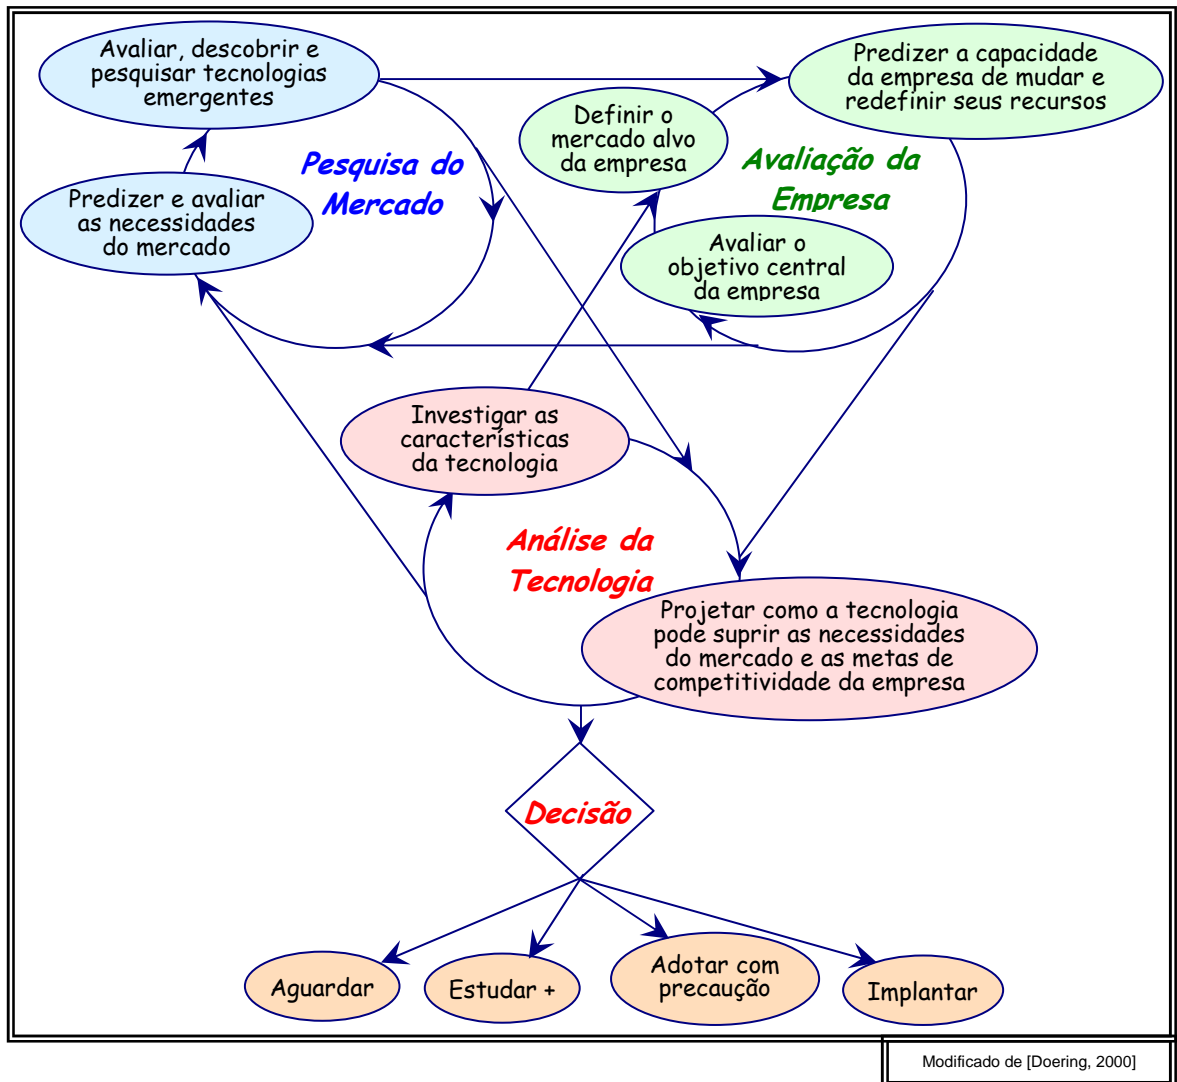 Avaliar, descobrir e
pesquisar tecnologias
emergentes
Predizer a capacidade
da empresa de mudar e
redefinir seus recursos
Definir o
mercado alvo
da empresa
Pesquisa do
Mercado
Avaliação da
Empresa
Predizer e avaliar
as necessidades
do mercado
Avaliar o
objetivo central
da empresa
Investigar as
características
da tecnologia
Análise da
Tecnologia
Projetar como a tecnologia
pode suprir as necessidades
do mercado e as metas de
competitividade da empresa
Decisão
Aguardar
Estudar +
Adotar com
precaução
Implantar
Modificado de [Doering, 2000]